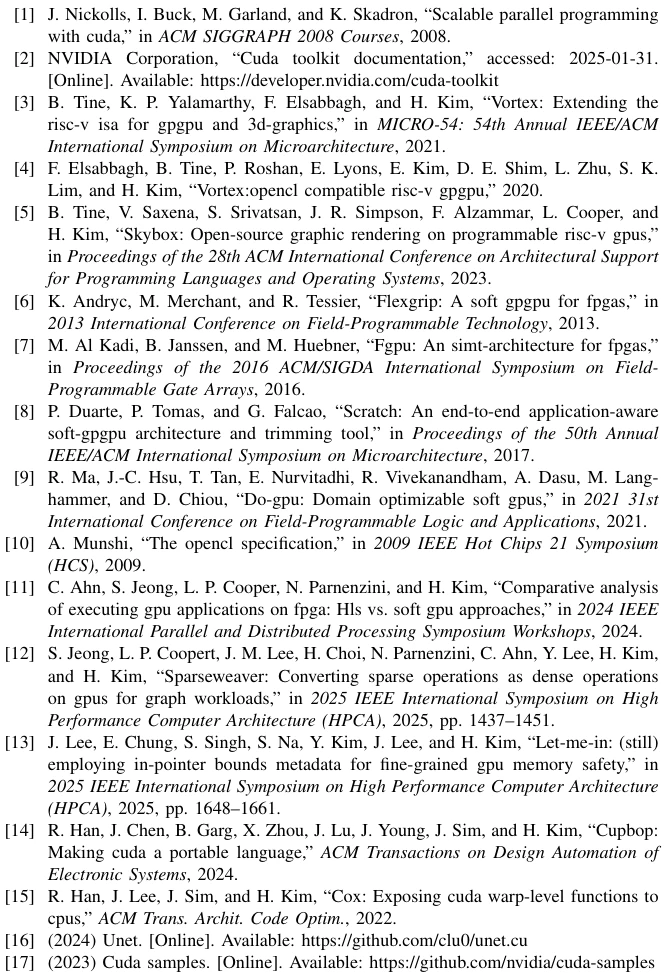 [1] J. Nickolls, I. Buck, M. Garland, and K. Skadron, “Scalable parallel programming
with cuda,” in ACM SIGGRAPH 2008 Courses, 2008.
[2] NVIDIA Corporation, “Cuda toolkit documentation,” accessed: 2025-01-31.
[Online]. Available: https://developer.nvidia.com/cuda-toolkit
[3] B. Tine, K. P. Yalamarthy, F. Elsabbagh, and H. Kim, “Vortex: Extending the
risc-v isa for gpgpu and 3d-graphics,” in MICRO-54: 54th Annual IEEE/ACM
International Symposium on Microarchitecture, 2021.
[4] F. Elsabbagh, B. Tine, P. Roshan, E. Lyons, E. Kim, D. E. Shim, L. Zhu, S. K.
Lim, and H. Kim, “Vortex:opencl compatible risc-v gpgpu,” 2020.
[5] B. Tine, V. Saxena, S. Srivatsan, J. R. Simpson, F. Alzammar, L. Cooper, and
H. Kim, “Skybox: Open-source graphic rendering on programmable risc-v gpus,”
in Proceedings of the 28th ACM International Conference on Architectural Support
for Programming Languages and Operating Systems, 2023.
[6] K. Andryc, M. Merchant, and R. Tessier, “Flexgrip: A soft gpgpu for fpgas,” in
2013 International Conference on Field-Programmable Technology, 2013.
[7] M. Al Kadi, B. Janssen, and M. Huebner, “Fgpu: An simt-architecture for fpgas,”
in Proceedings of the 2016 ACM/SIGDA International Symposium on Field-
Programmable Gate Arrays, 2016.
[8] P. Duarte, P. Tomas, and G. Falcao, “Scratch: An end-to-end application-aware
soft-gpgpu architecture and trimming tool,” in Proceedings of the 50th Annual
IEEE/ACM International Symposium on Microarchitecture, 2017.
[9] R. Ma, J.-C. Hsu, T. Tan, E. Nurvitadhi, R. Vivekanandham, A. Dasu, M. Lang-
hammer, and D. Chiou, “Do-gpu: Domain optimizable soft gpus,” in 2021 31st
International Conference on Field-Programmable Logic and Applications, 2021.
[10] A. Munshi, “The opencl specification,” in 2009 IEEE Hot Chips 21 Symposium
(HCS), 2009.
[11] C. Ahn, S. Jeong, L. P. Cooper, N. Parnenzini, and H. Kim, “Comparative analysis
of executing gpu applications on fpga: Hls vs. soft gpu approaches,” in 2024 IEEE
International Parallel and Distributed Processing Symposium Workshops, 2024.
[12] S. Jeong, L. P. Coopert, J. M. Lee, H. Choi, N. Parnenzini, C. Ahn, Y. Lee, H. Kim,
and H. Kim, “Sparseweaver: Converting sparse operations as dense operations
on gpus for graph workloads,” in 2025 IEEE International Symposium on High
Performance Computer Architecture (HPCA), 2025, pp. 1437–1451.
[13] J. Lee, E. Chung, S. Singh, S. Na, Y. Kim, J. Lee, and H. Kim, “Let-me-in: (still)
employing in-pointer bounds metadata for fine-grained gpu memory safety,” in
2025 IEEE International Symposium on High Performance Computer Architecture
(HPCA), 2025, pp. 1648–1661.
[14] R. Han, J. Chen, B. Garg, X. Zhou, J. Lu, J. Young, J. Sim, and H. Kim, “Cupbop:
Making cuda a portable language,” ACM Transactions on Design Automation of
Electronic Systems, 2024.
[15] R. Han, J. Lee, J. Sim, and H. Kim, “Cox: Exposing cuda warp-level functions to
cpus,” ACM Trans. Archit. Code Optim., 2022.
[16] (2024) Unet. [Online]. Available: https://github.com/clu0/unet.cu
[17] (2023) Cuda samples. [Online]. Available: https://github.com/nvidia/cuda-samples